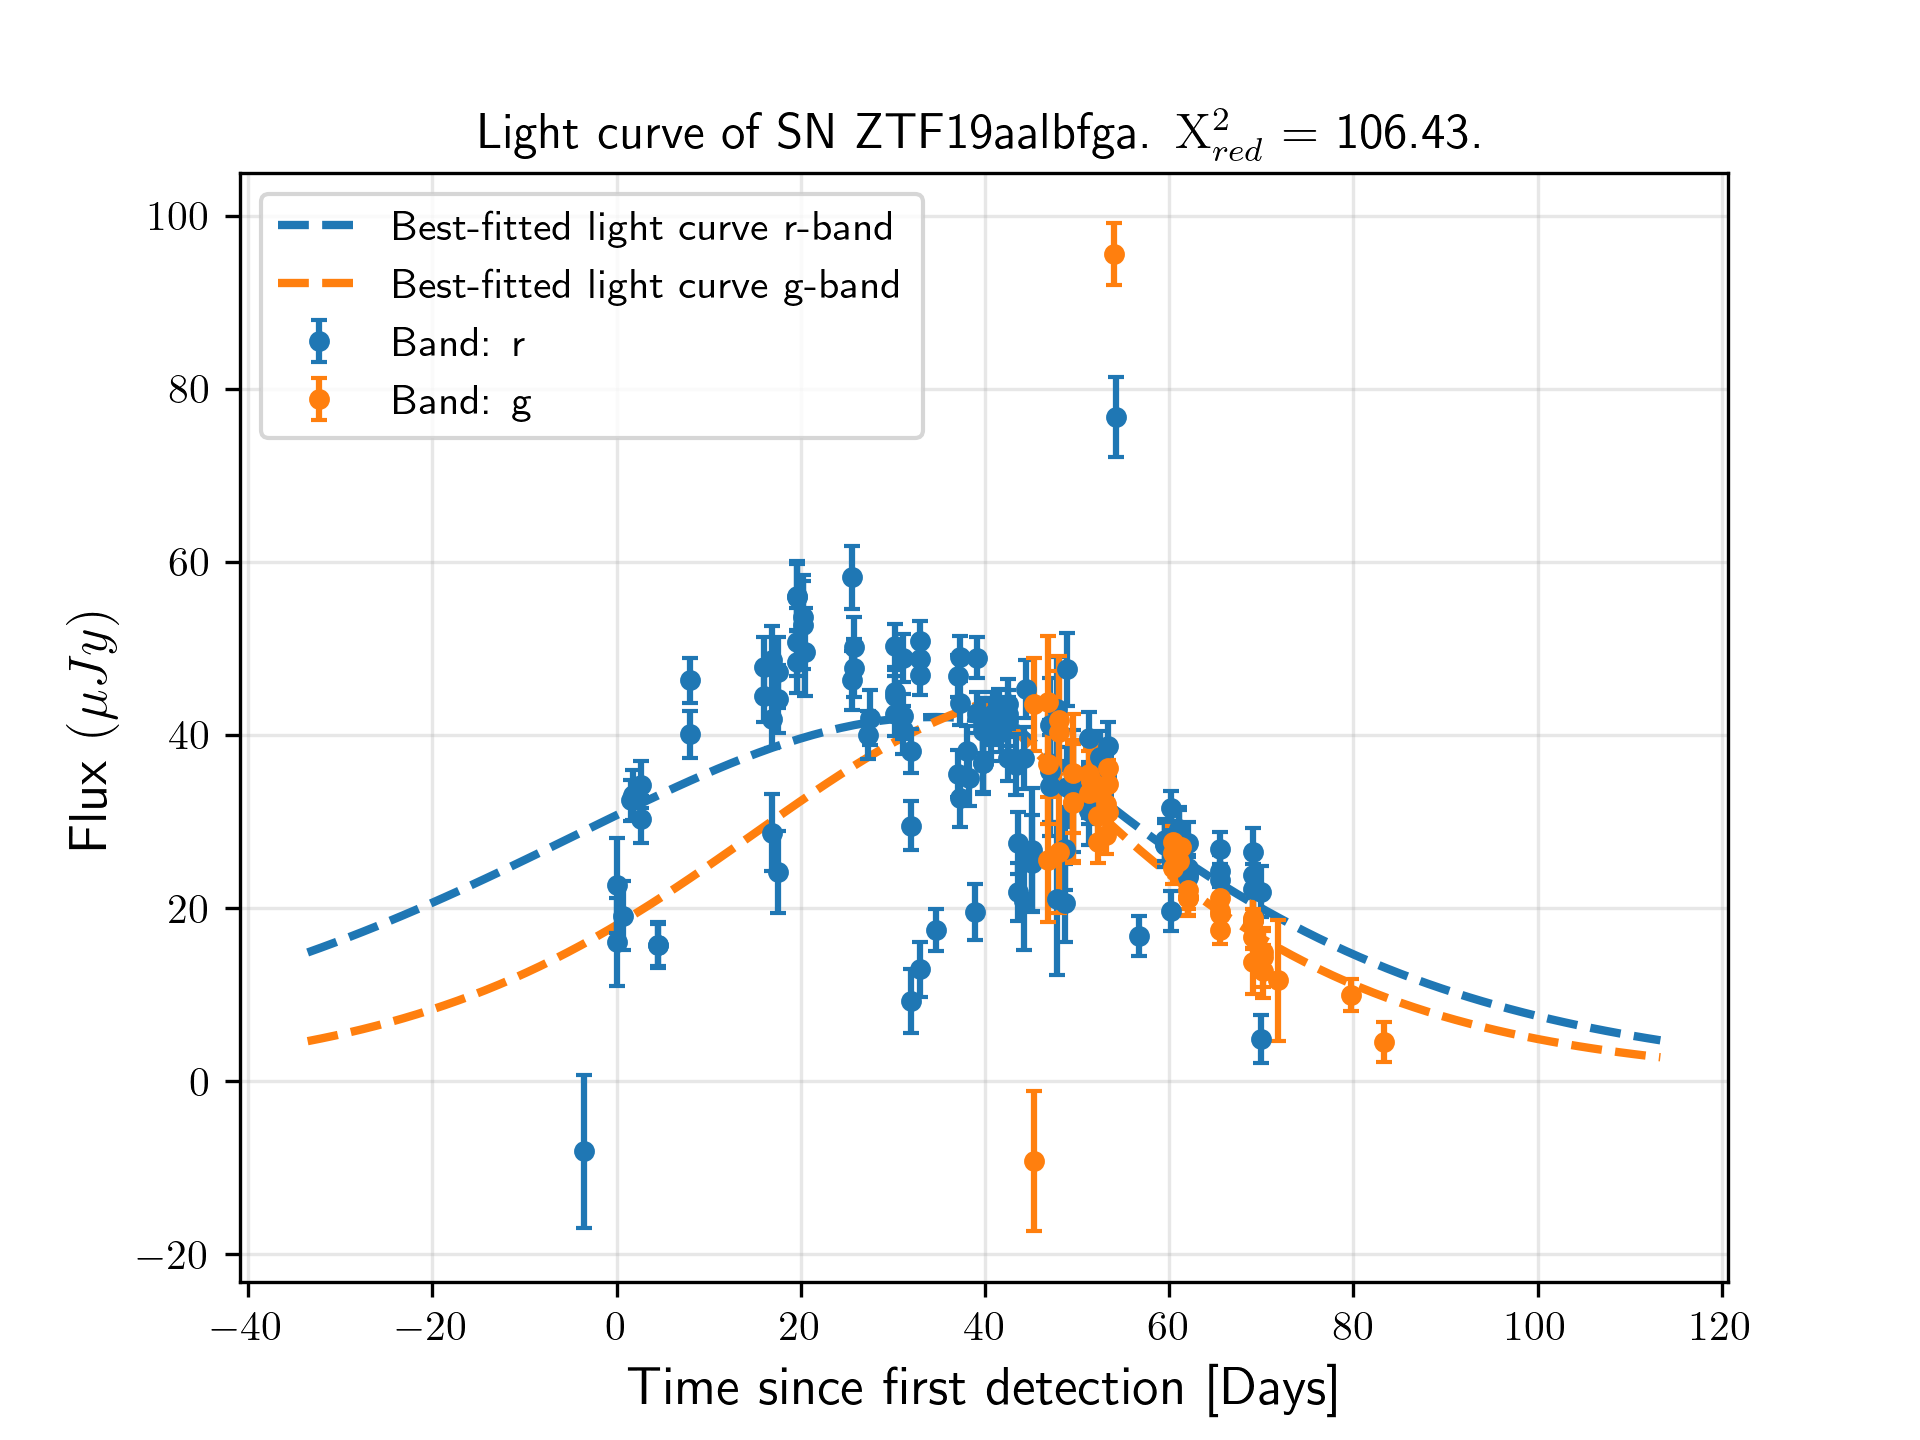 Light curve of SN ZTF19aalbfga. X²_red = 106.43.
Best-fitted light curve r-band
Best-fitted light curve g-band
Band: r
Band: g
100
80
60
40
20
0
−20
Flux (μJy)
−40 −20 0 20 40 60 80 100 120
Time since first detection [Days]